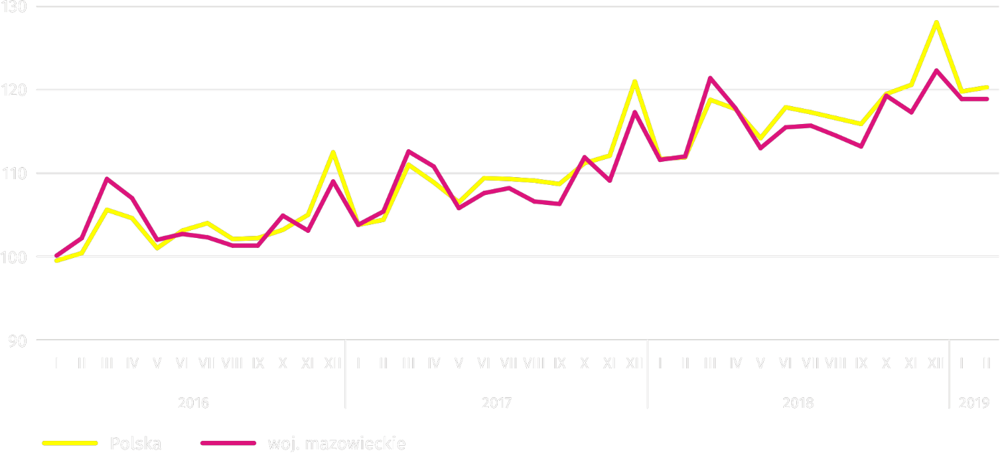 130
120
110
100
90
I II III IV V VI VII VIII IX X XI XII I II III IV V VI VII VIII IX X XI XII I II III IV V VI VII VIII IX X XI XII I II
2016 2017 2018 2019
Polska woj. mazowieckie